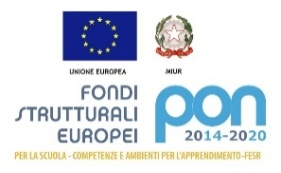 UNIONE EUROPEA MIUR
FONDI
STRUTTURALI
EUROPEI
pon
2014-2020
PER LA SCUOLA - COMPETENZE E AMBIENTI PER L'APPRENDIMENTO-FESR